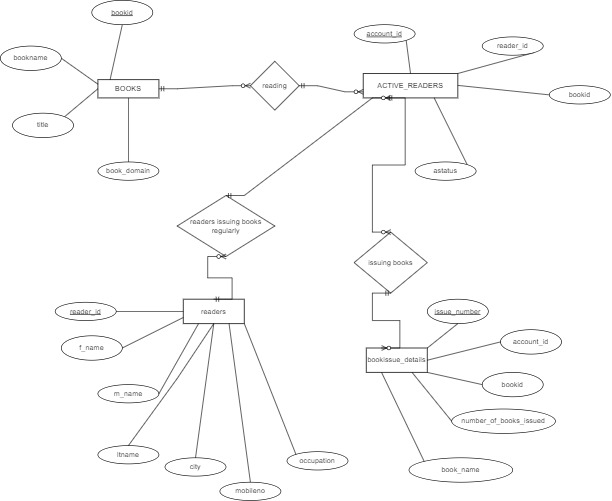 bookid
account_id
reader_id
bookname
BOOKS
reading
ACTIVE_READERS
bookid
title
book_domain
astatus
readers issuing books
regularly
issuing books
reader_id
readers
issue_number
f_name
account_id
bookissue_details
bookid
m_name
number_of_books_issued
ltname
city
occupation
book_name
mobileno